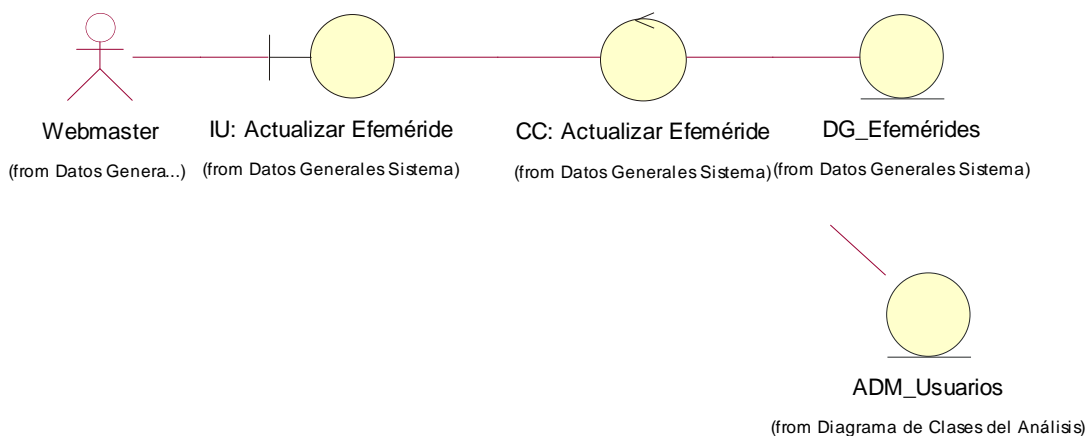 Webmaster
IU: Actualizar Efeméride
CC: Actualizar Efeméride
DG_Efemérides
(from Datos Genera...)
(from Datos Generales Sistema)
(from Datos Generales Sistema)
(from Datos Generales Sistema)
ADM_Usuarios
(from Diagrama de Clases del Análisis)